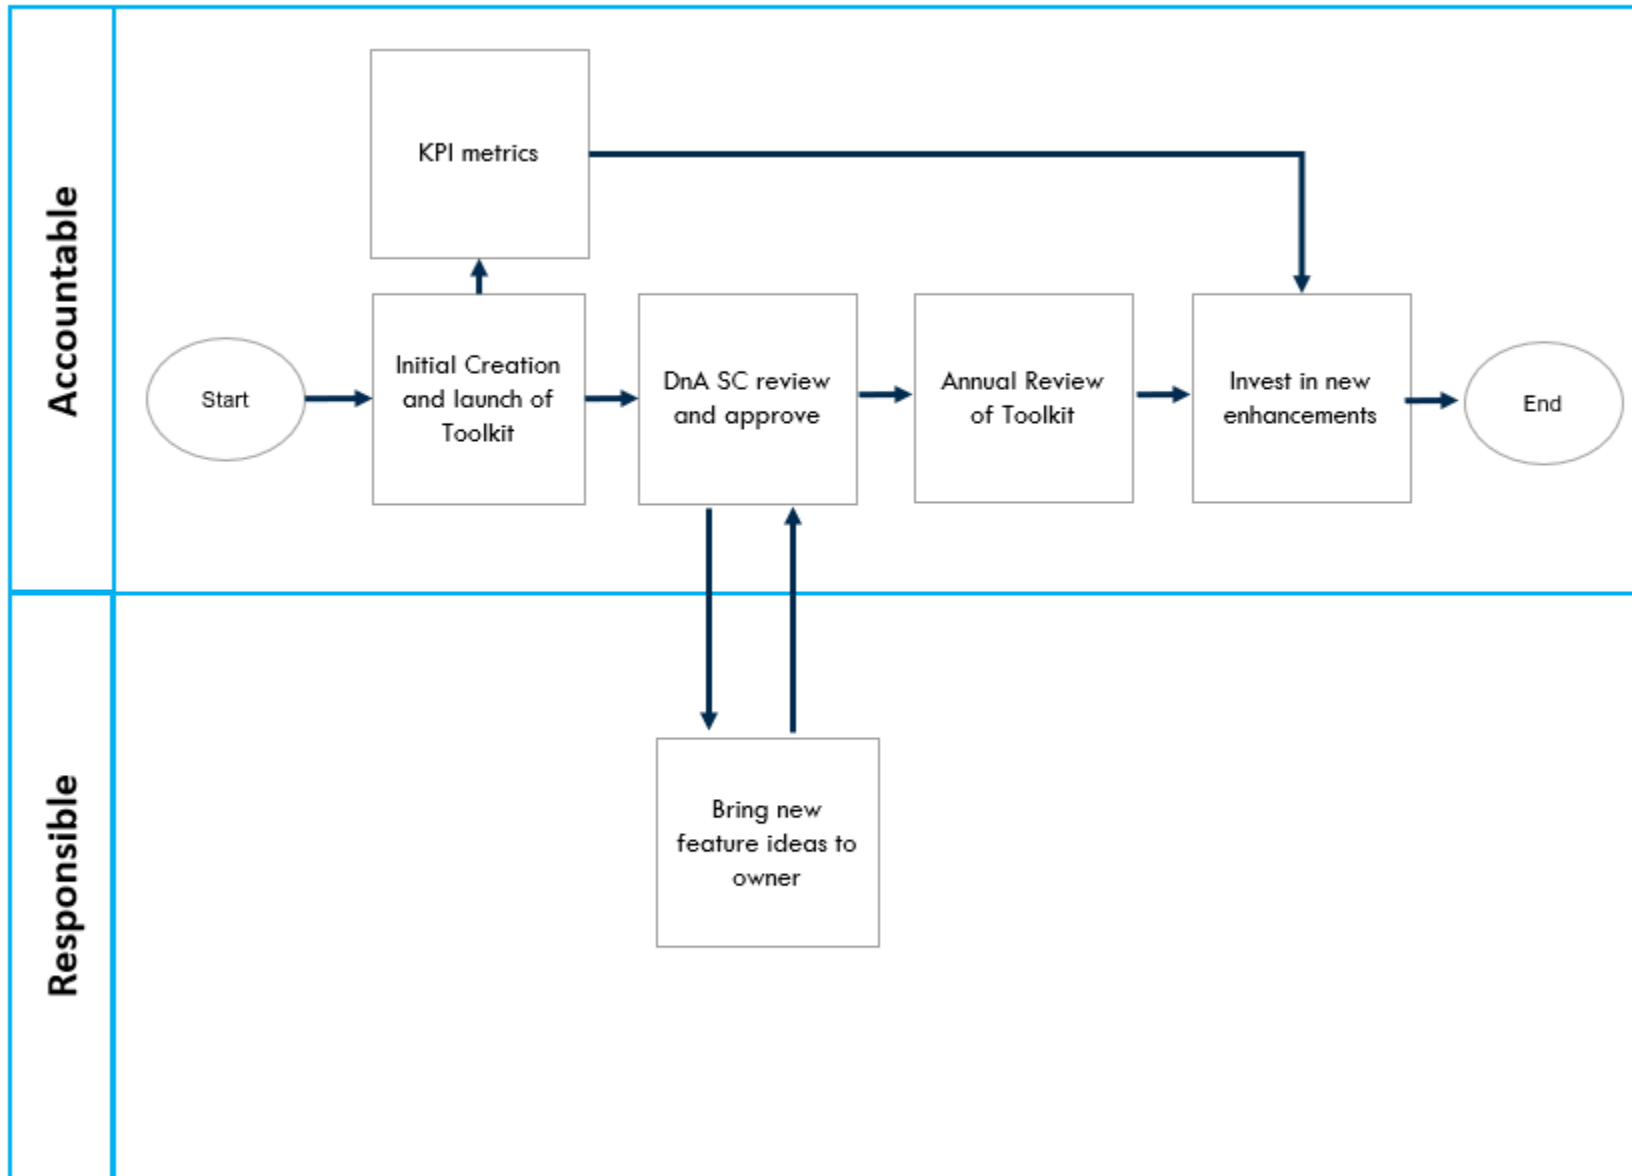 Accountable
KPI metrics
Start
Initial Creation
and launch of
Toolkit
DnA SC review
and approve
Annual Review
of Toolkit
Invest in new
enhancements
End
Responsible
Bring new
feature ideas to
owner